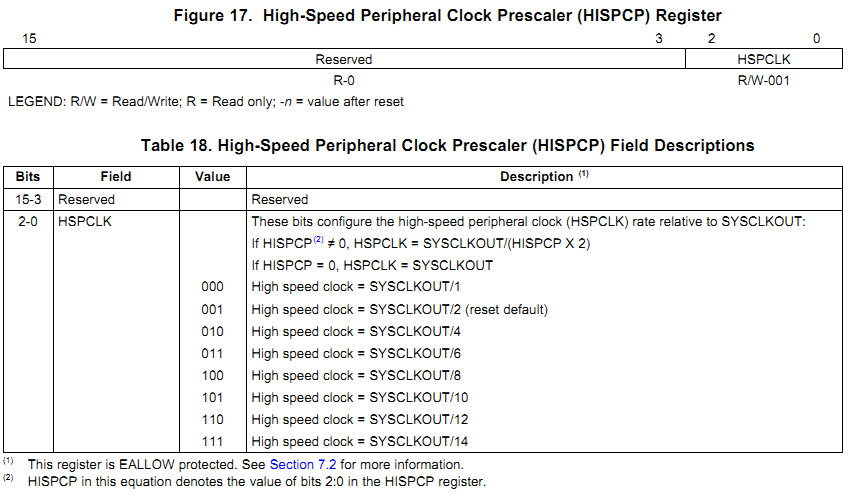 Figure 17. High-Speed Peripheral Clock Prescaler (HISPCP) Register
15 3 2 0
Reserved HSPCLK
R-0 R/W-001
LEGEND: R/W = Read/Write; R = Read only; -n = value after reset
Table 18. High-Speed Peripheral Clock Prescaler (HISPCP) Field Descriptions
Bits Field Value Description (1)
15-3 Reserved Reserved
2-0 HSPCLK These bits configure the high-speed peripheral clock (HSPCLK) rate relative to SYSCLKOUT:
If HISPCP(2) ≠ 0, HSPCLK = SYSCLKOUT/(HISPCP X 2)
If HISPCP = 0, HSPCLK = SYSCLKOUT
000 High speed clock = SYSCLKOUT/1
001 High speed clock = SYSCLKOUT/2 (reset default)
010 High speed clock = SYSCLKOUT/4
011 High speed clock = SYSCLKOUT/6
100 High speed clock = SYSCLKOUT/8
101 High speed clock = SYSCLKOUT/10
110 High speed clock = SYSCLKOUT/12
111 High speed clock = SYSCLKOUT/14
(1) This register is EALLOW protected. See Section 7.2 for more information.
(2) HISPCP in this equation denotes the value of bits 2:0 in the HISPCP register.